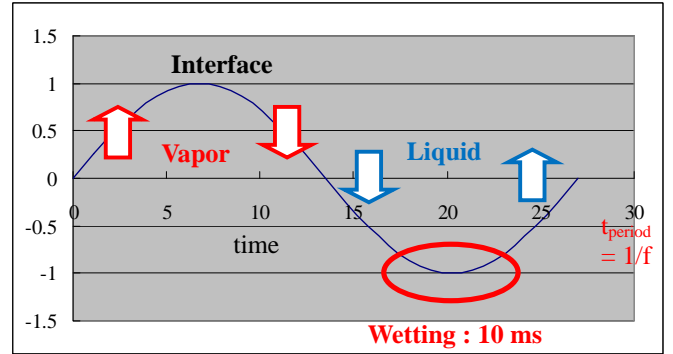 1.5
Interface
1
0.5
Vapor
Liquid
0
0 5 10 15 20 25 30
-0.5
time
t_period
= 1/f
-1
-1.5
Wetting : 10 ms